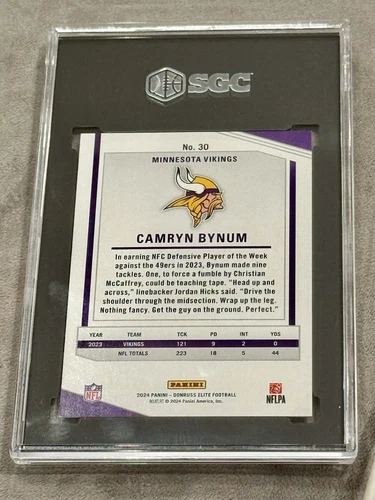 SGC
No. 30
MINNESOTA VIKINGS
CAMRYN BYNUM
In earning NFC Defensive Player of the Week
against the 49ers in 2023, Bynum made nine
tackles. One, to force a fumble by Christian
McCaffrey, could be teaching tape. "Head up and
across," linebacker Jordan Hicks said. "Drive the
shoulder through the midsection. Wrap up the leg.
Nothing fancy. Get the guy on the ground. Perfect."
YEAR TEAM TCK PD INT YDS
2023 VIKINGS 121 9 2 0
NFL TOTALS 223 18 5 44
NFL
PANINI
NFLPA
2024 PANINI - DONRUSS ELITE FOOTBALL
© 2024 Panini America, Inc.